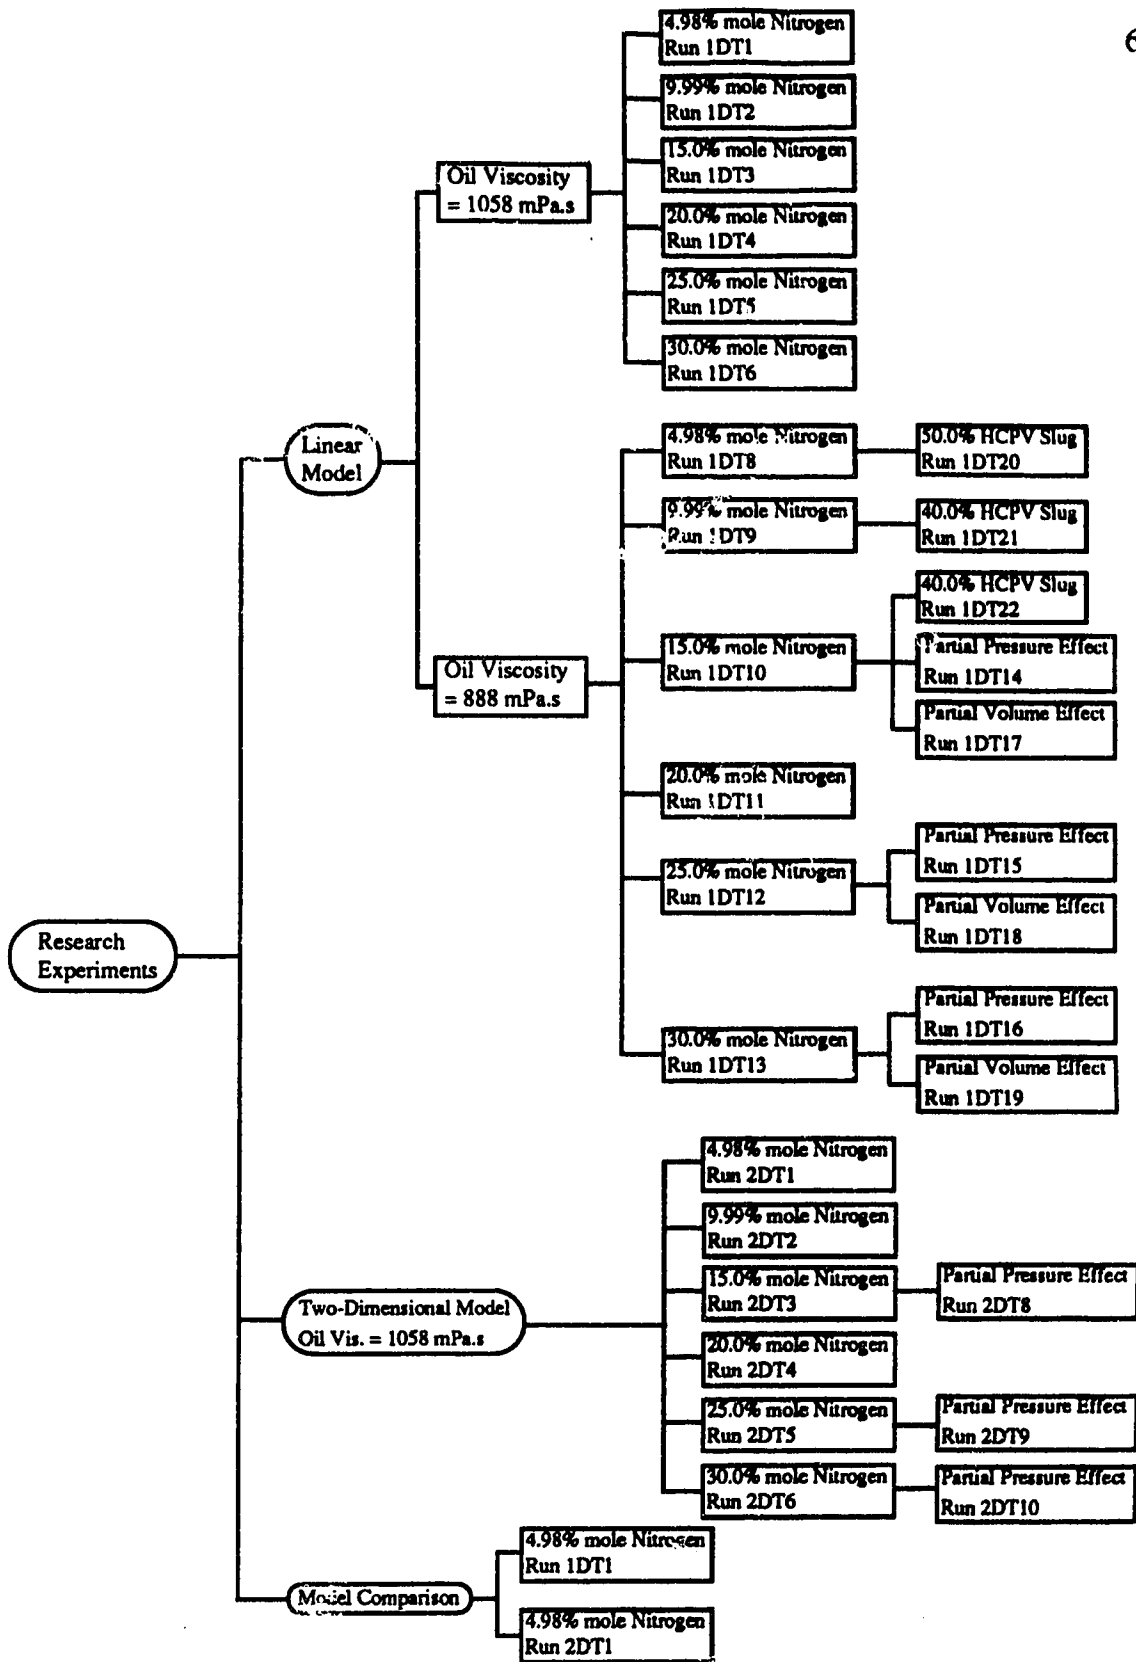 6
4.98% mole Nitrogen
Run 1DT1
9.99% mole Nitrogen
Run 1DT2
15.0% mole Nitrogen
Run 1DT3
20.0% mole Nitrogen
Run 1DT4
25.0% mole Nitrogen
Run 1DT5
30.0% mole Nitrogen
Run 1DT6
Oil Viscosity
= 1058 mPa.s
Linear
Model
Oil Viscosity
= 888 mPa.s
4.98% mole Nitrogen
Run 1DT8
50.0% HCPV Slug
Run 1DT20
9.99% mole Nitrogen
Run 1DT9
40.0% HCPV Slug
Run 1DT21
15.0% mole Nitrogen
Run 1DT10
40.0% HCPV Slug
Run 1DT22
Partial Pressure Effect
Run 1DT14
Partial Volume Effect
Run 1DT17
20.0% mole Nitrogen
Run 1DT11
25.0% mole Nitrogen
Run 1DT12
Partial Pressure Effect
Run 1DT15
Partial Volume Effect
Run 1DT18
30.0% mole Nitrogen
Run 1DT13
Partial Pressure Effect
Run 1DT16
Partial Volume Effect
Run 1DT19
Research
Experiments
Two-Dimensional Model
Oil Vis. = 1058 mPa.s
4.98% mole Nitrogen
Run 2DT1
9.99% mole Nitrogen
Run 2DT2
15.0% mole Nitrogen
Run 2DT3
Partial Pressure Effect
Run 2DT8
20.0% mole Nitrogen
Run 2DT4
25.0% mole Nitrogen
Run 2DT5
Partial Pressure Effect
Run 2DT9
30.0% mole Nitrogen
Run 2DT6
Partial Pressure Effect
Run 2DT10
Model Comparison
4.98% mole Nitrogen
Run 1DT1
4.98% mole Nitrogen
Run 2DT1